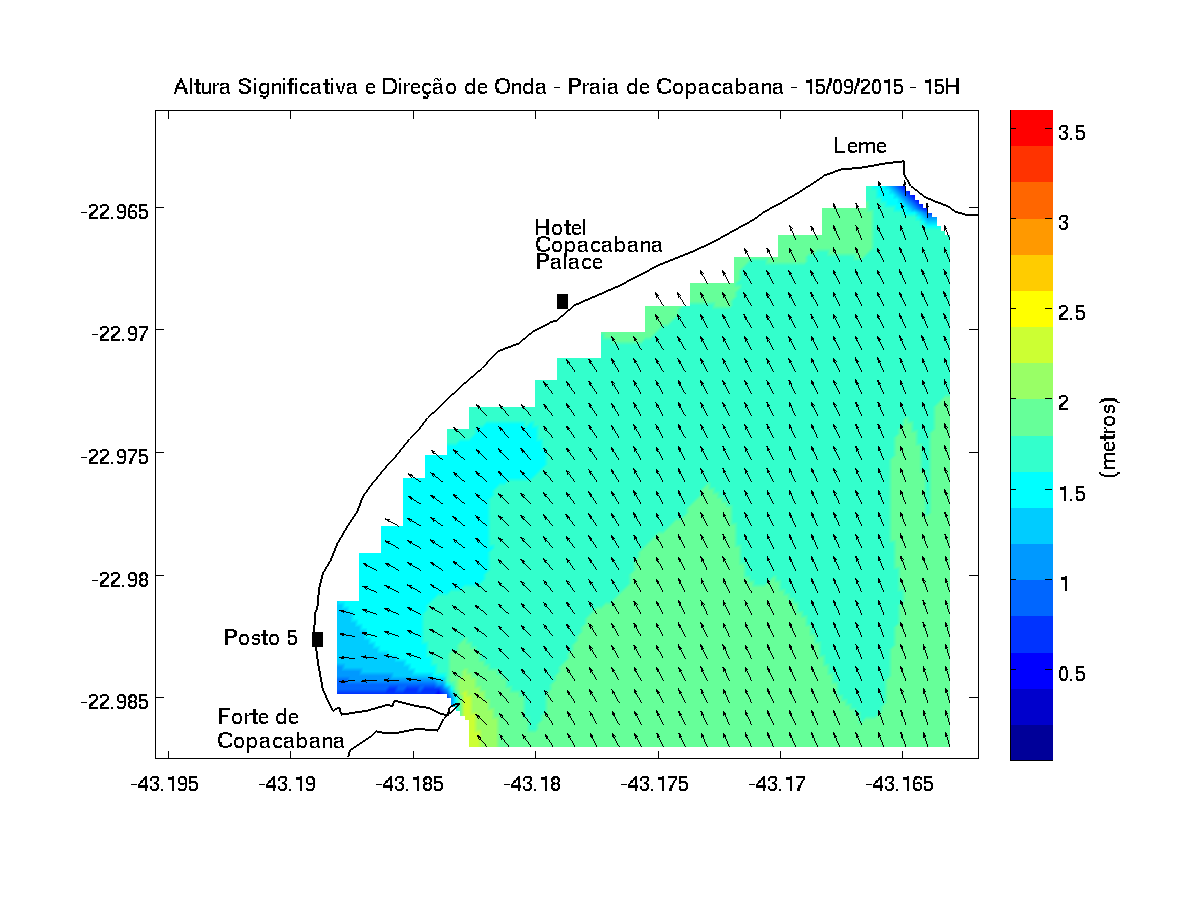 Altura Significativa e Direção de Onda - Praia de Copacabana - 15/09/2015 - 15H
Leme
Hotel
Copacabana
Palace
Posto 5
Forte de
Copacabana
-22.965
-22.97
-22.975
-22.98
-22.985
-43.195
-43.19
-43.185
-43.18
-43.175
-43.17
-43.165
3.5
3
2.5
2
1.5
1
0.5
(metros)